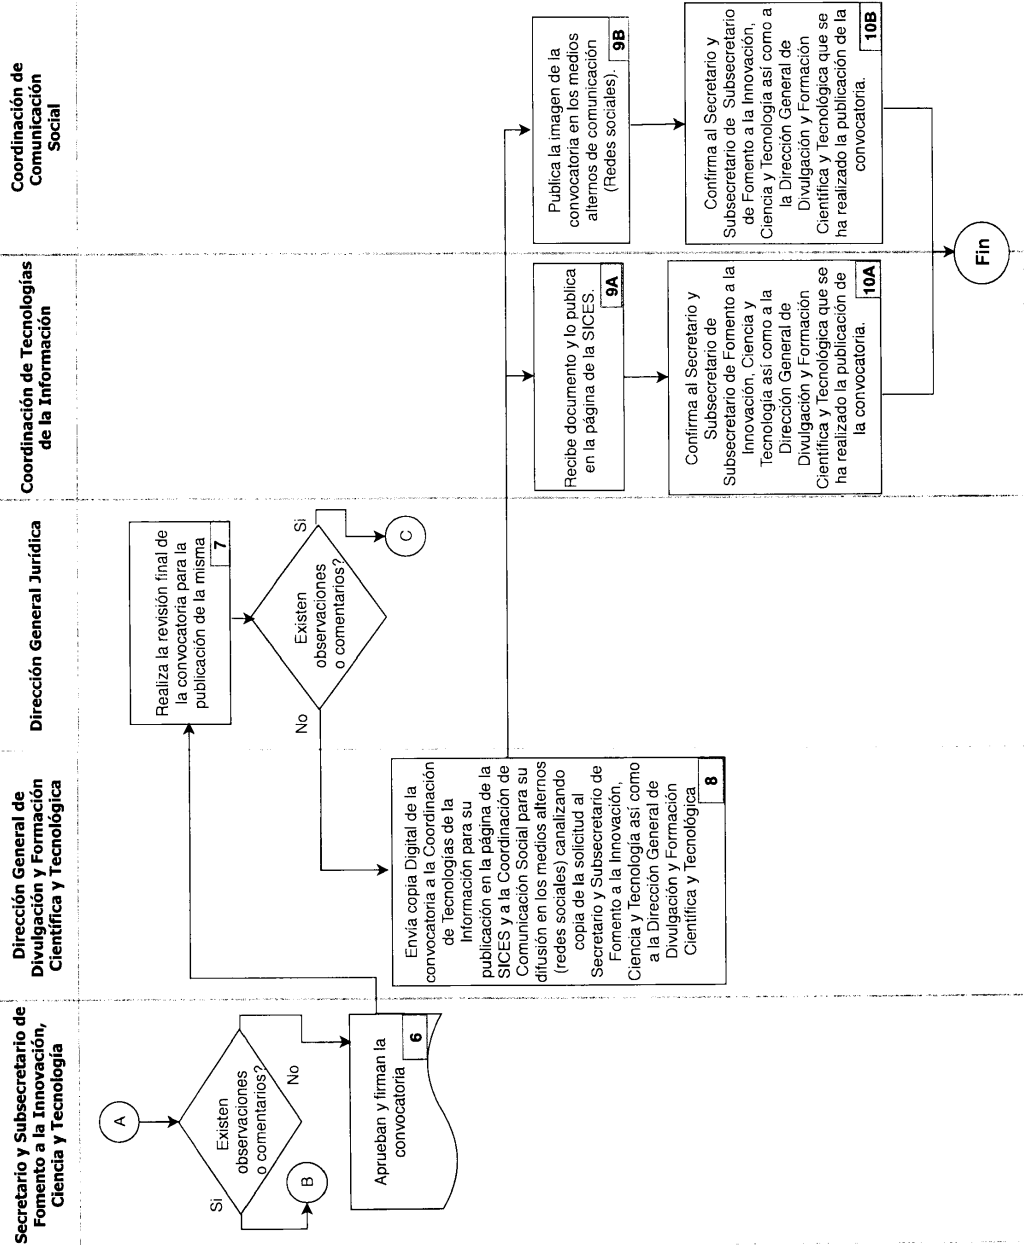 Secretario y Subsecretario de
Fomento a la Innovación,
Ciencia y Tecnología
Dirección General de
Divulgación y Formación
Científica y Tecnológica
Dirección General Jurídica
Coordinación de Tecnologías
de la Información
Coordinación de
Comunicación
Social
A
Existen
observaciones
o comentarios?
Si
No
B
Aprueban y firman la
convocatoria
6
Realiza la revisión final de
la convocatoria para la
publicación de la misma
7
Existen
observaciones
o comentarios?
Si
No
C
Envía copia Digital de la
convocatoria a la Coordinación
de Tecnologías de la
Información para su
publicación en la página de la
SICES y a la Coordinación de
Comunicación Social para su
difusión en los medios alternos
(redes sociales) canalizando
copia de la solicitud al
Secretario y Subsecretario de
Fomento a la Innovación,
Ciencia y Tecnología así como
a la Dirección General de
Divulgación y Formación
Científica y Tecnológica
8
Recibe documento y lo publica
en la página de la SICES.
9A
Confirma al Secretario y
Subsecretario de
Subsecretario de Fomento a la
Innovación, Ciencia y
Tecnología así como a la
Dirección General de
Divulgación y Formación
Científica y Tecnológica que se
ha realizado la publicación de
la convocatoria.
10A
Publica la imagen de la
convocatoria en los medios
alternos de comunicación
(Redes sociales).
9B
Confirma al Secretario y
Subsecretario de Subsecretario
de Fomento a la Innovación,
Ciencia y Tecnología así como a
la Dirección General de
Divulgación y Formación
Científica y Tecnológica que se
ha realizado la publicación de la
convocatoria.
10B
Fin